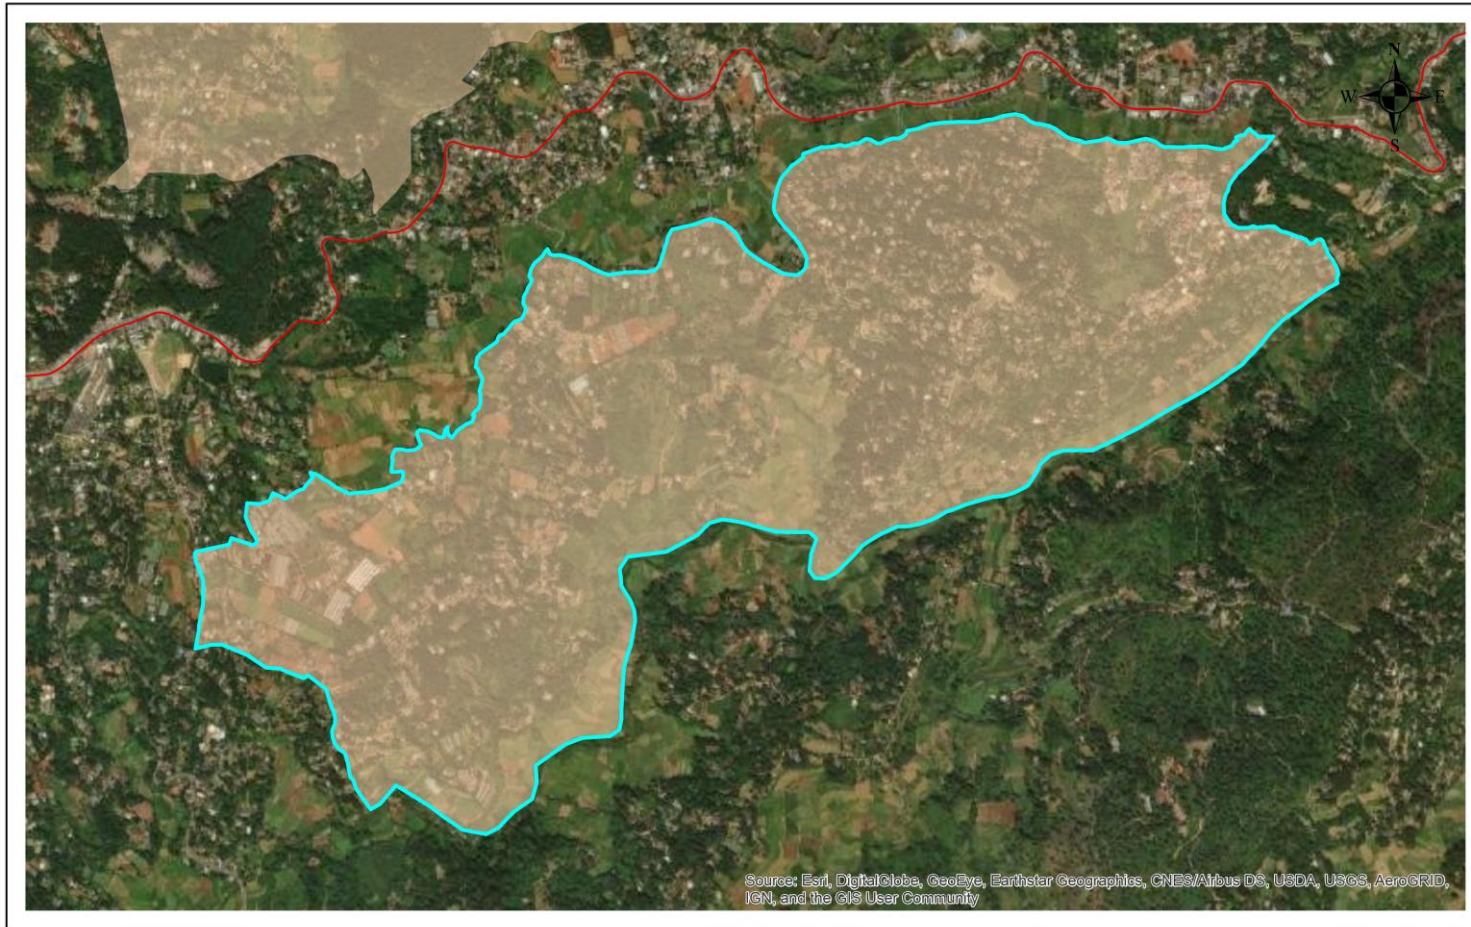 N
W E
S
Source: Esri, DigitalGlobe, GeoEye, Earthstar Geographics, CNES/Airbus DS, USDA, USGS, AeroGRID,
IGN, and the GIS User Community